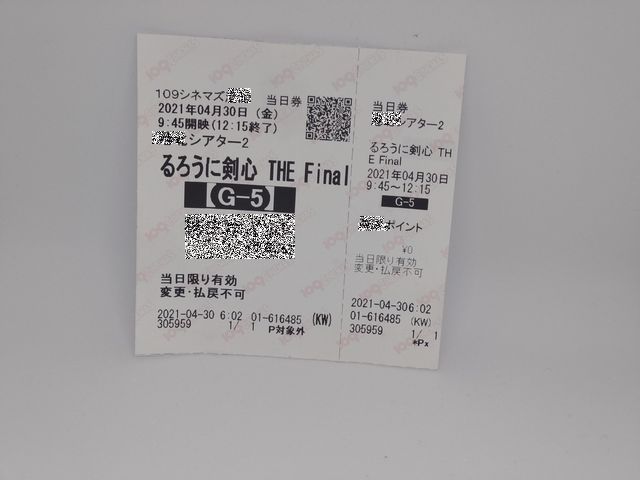 109シネマズ
当日券
2021年04月30日 (金)
9:45開映(12:15終了)
シアター2
るろうに剣心 THE Final
【G-5】
当日限り有効
変更・払戻不可
2021-04-30 6:02 01-616485 (KW)
305959 1/ 1 P対象外
当日券
シアター2
るろうに剣心 TH
E Final
2021年04月30日
9:45～12:15
G-5
ポイント
¥0
当日限り有効
変更・払戻不可
2021-04-30 6:02
01-616485 (KW)
305959 1/ 1
*Px